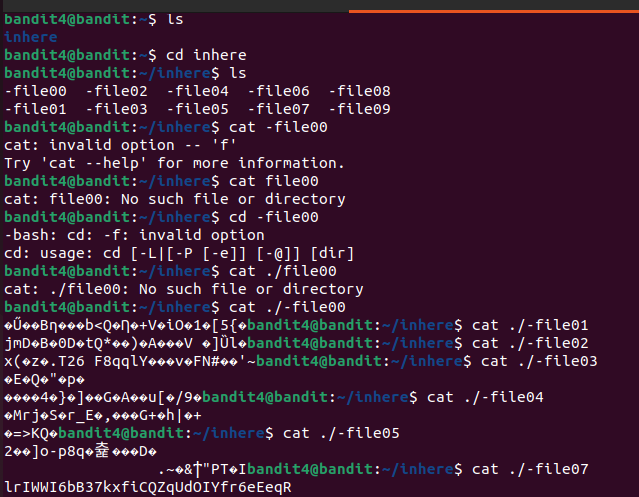 bandit4@bandit:~$ ls
inhere
bandit4@bandit:~$ cd inhere
bandit4@bandit:~/inhere$ ls
-file00  -file02  -file04  -file06  -file08
-file01  -file03  -file05  -file07  -file09
bandit4@bandit:~/inhere$ cat -file00
cat: invalid option -- 'f'
Try 'cat --help' for more information.
bandit4@bandit:~/inhere$ cat file00
cat: file00: No such file or directory
bandit4@bandit:~/inhere$ cd -file00
-bash: cd: -f: invalid option
cd: usage: cd [-L|[-P [-e]] [-@]] [dir]
bandit4@bandit:~/inhere$ cat ./file00
cat: ./file00: No such file or directory
bandit4@bandit:~/inhere$ cat ./-file00
�Ű��Bη���b<Q�Ƞ�+V�iO�1�[5{�bandit4@bandit:~/inhere$ cat ./-file01
jmD�B�0D�tQ*��)�A���V �]Ül�bandit4@bandit:~/inhere$ cat ./-file02
x(�z�.T26 F8qqlY���v�FN#��'~bandit4@bandit:~/inhere$ cat ./-file03
�E�Q�"�p�
����4�}�]��G�A��u[�/9�bandit4@bandit:~/inhere$ cat ./-file04
�Mrj�S�r_E�,���G+�h|�+
�=>KQ�bandit4@bandit:~/inhere$ cat ./-file05
2��]o-p8q����D�
.~�&"PT�Ibandit4@bandit:~/inhere$ cat ./-file07
lrIWWI6bB37kxfiCQZqUdOIYfr6eEeqR